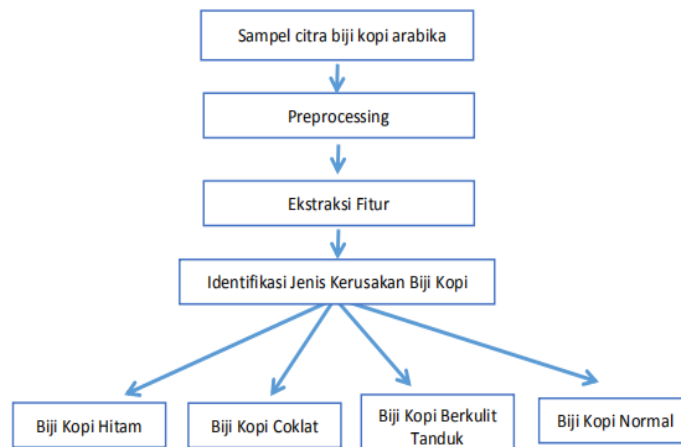 Sampel citra biji kopi arabika
Preprocessing
Ekstraksi Fitur
Identifikasi Jenis Kerusakan Biji Kopi
Biji Kopi Hitam
Biji Kopi Coklat
Biji Kopi Berkulit
Tanduk
Biji Kopi Normal